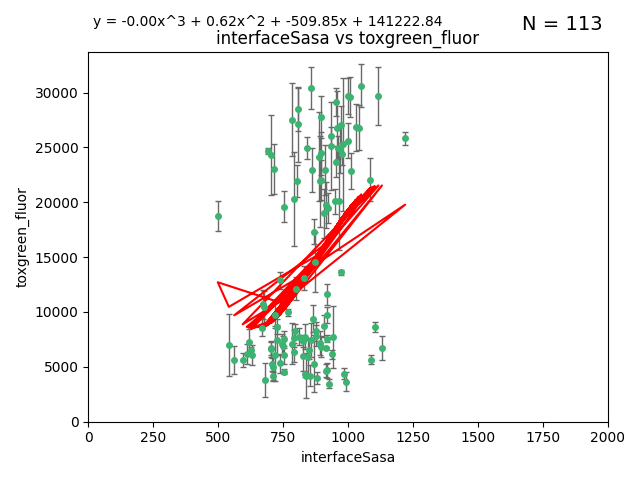 y = -0.00x^3 + 0.62x^2 + -509.85x + 141222.84
N = 113
interfaceSasa vs toxgreen_fluor
30000
25000
20000
15000
10000
5000
0
toxgreen_fluor
0 250 500 750 1000 1250 1500 1750 2000
interfaceSasa